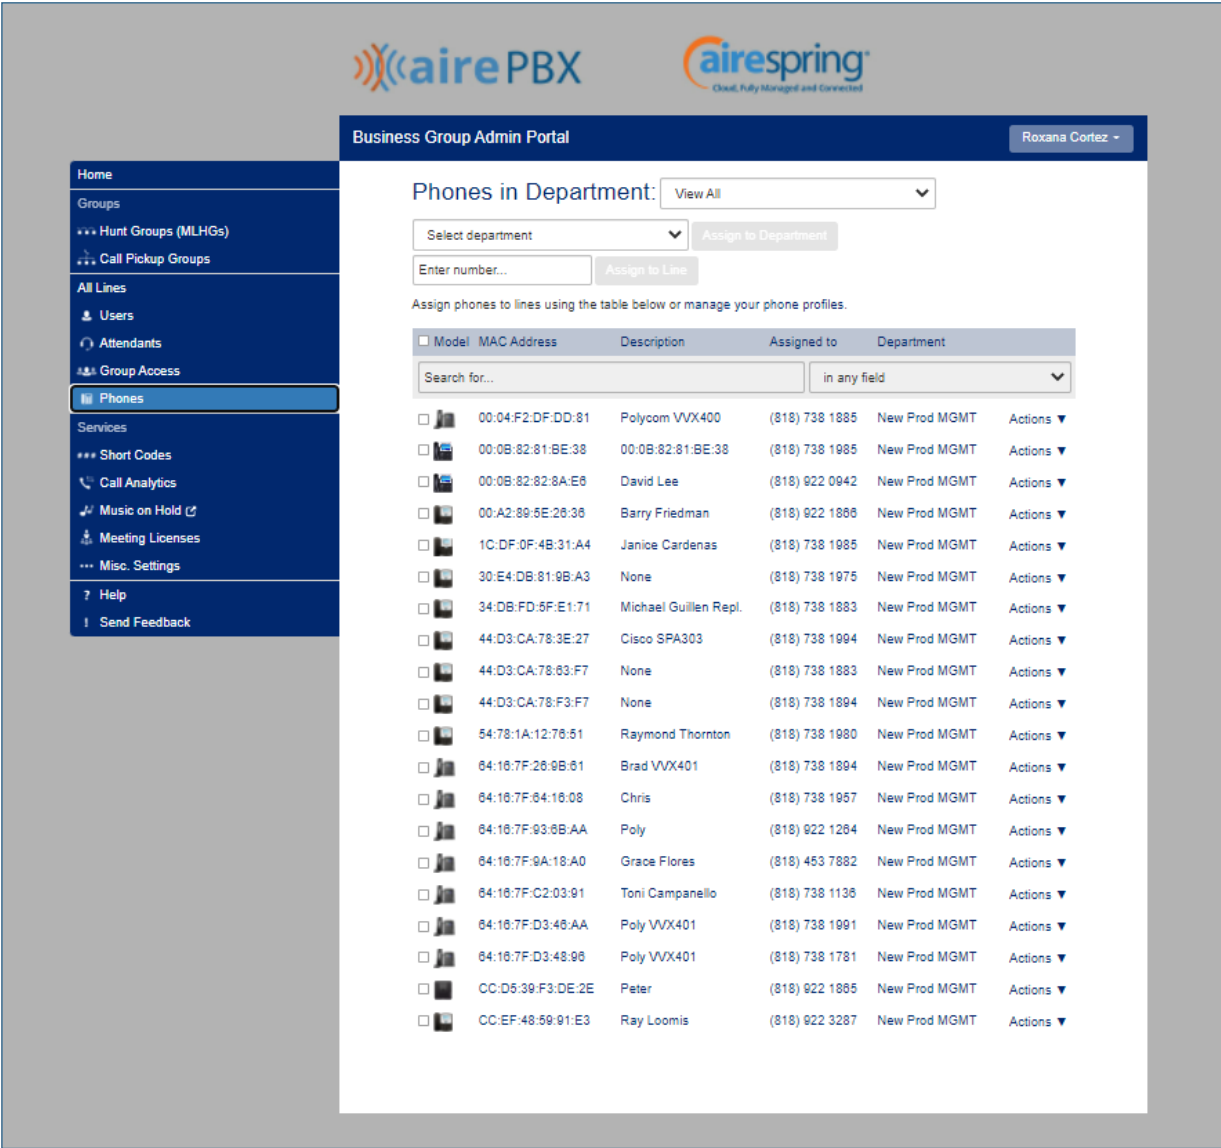 airePBX
airespring
Cloud, Fully Managed and Connected
Business Group Admin Portal
Roxana Cortez
Home
Groups
Hunt Groups (MLHGs)
Call Pickup Groups
All Lines
Users
Attendants
Group Access
Phones
Services
Short Codes
Call Analytics
Music on Hold
Meeting Licenses
Misc. Settings
? Help
! Send Feedback
Phones in Department: View All
Select department Assign to Department
Enter number... Assign to Line
Assign phones to lines using the table below or manage your phone profiles.
Model MAC Address Description Assigned to Department
Search for... in any field
00:04:F2:DF:DD:81 Polycom VVX400 (818) 738 1885 New Prod MGMT Actions ▼
00:0B:82:81:BE:38 00:0B:82:81:BE:38 (818) 738 1985 New Prod MGMT Actions ▼
00:0B:82:82:8A:E6 David Lee (818) 922 0942 New Prod MGMT Actions ▼
00:A2:89:5E:26:36 Barry Friedman (818) 922 1866 New Prod MGMT Actions ▼
1C:DF:0F:4B:31:A4 Janice Cardenas (818) 738 1985 New Prod MGMT Actions ▼
30:E4:DB:81:9B:A3 None (818) 738 1975 New Prod MGMT Actions ▼
34:DB:FD:5F:E1:71 Michael Guillen Repl. (818) 738 1883 New Prod MGMT Actions ▼
44:D3:CA:78:3E:27 Cisco SPA303 (818) 738 1994 New Prod MGMT Actions ▼
44:D3:CA:78:63:F7 None (818) 738 1883 New Prod MGMT Actions ▼
44:D3:CA:78:F3:F7 None (818) 738 1894 New Prod MGMT Actions ▼
54:78:1A:12:76:51 Raymond Thornton (818) 738 1980 New Prod MGMT Actions ▼
64:16:7F:26:9B:61 Brad VVX401 (818) 738 1894 New Prod MGMT Actions ▼
64:16:7F:64:16:08 Chris (818) 738 1957 New Prod MGMT Actions ▼
64:16:7F:93:6B:AA Poly (818) 922 1264 New Prod MGMT Actions ▼
64:16:7F:9A:18:A0 Grace Flores (818) 453 7882 New Prod MGMT Actions ▼
64:16:7F:C2:03:91 Toni Campanello (818) 738 1136 New Prod MGMT Actions ▼
64:16:7F:D3:46:AA Poly VVX401 (818) 738 1991 New Prod MGMT Actions ▼
64:16:7F:D3:48:96 Poly VVX401 (818) 738 1781 New Prod MGMT Actions ▼
CC:D5:39:F3:DE:2E Peter (818) 922 1865 New Prod MGMT Actions ▼
CC:EF:48:59:91:E3 Ray Loomis (818) 922 3287 New Prod MGMT Actions ▼